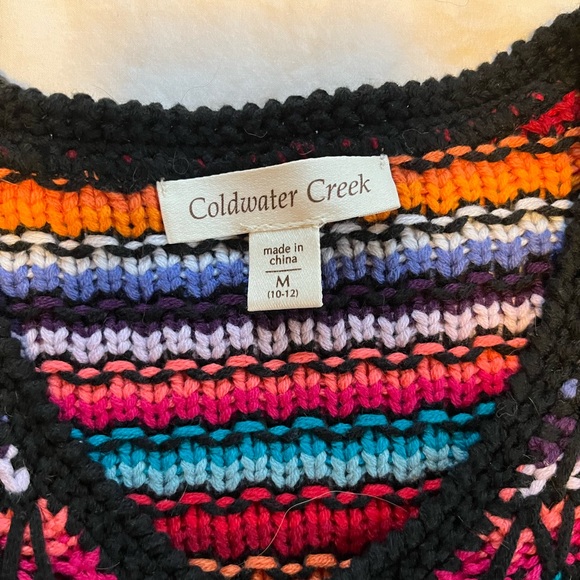 Coldwater Creek
made in
china
M
(10-12)